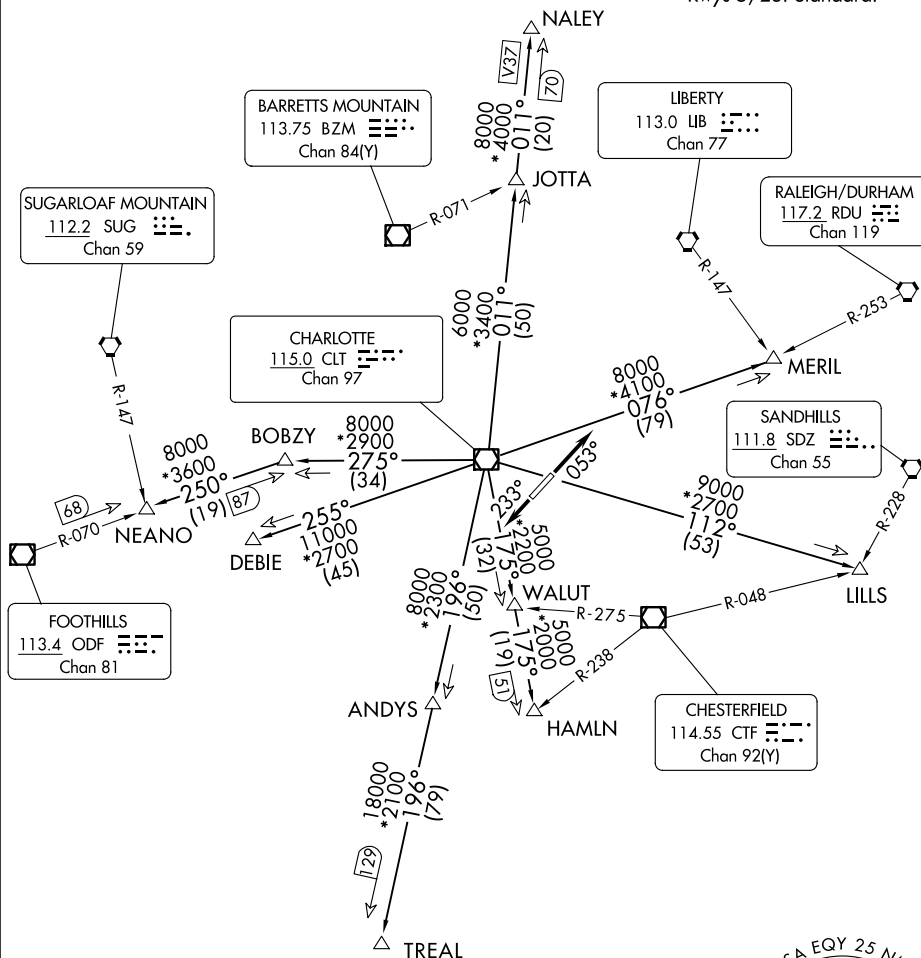 Rwys 5/23: Standard.
NALEY
V37
70
8000
*4000
011°
(20)
BARRETTS MOUNTAIN
113.75 BZM
Chan 84(Y)
LIBERTY
113.0 LIB
Chan 77
R-071
JOTTA
SUGARLOAF MOUNTAIN
112.2 SUG
Chan 59
RALEIGH/DURHAM
117.2 RDU
Chan 119
R-147
R-253
6000
*3400
011°
(50)
CHARLOTTE
115.0 CLT
Chan 97
MERIL
8000
*4100
076°
(79)
R-147
SANDHILLS
111.8 SDZ
Chan 55
BOBZY
8000
*2900
275°
(34)
8000
*3600
250°
(19)
87
053°
233°
9000
*2700
112°
(53)
R-228
68
R-070
NEANO
255°
11000
*2700
(45)
DEBIE
5000
*2200
175°
(32)
LILLS
8000
*2300
196°
(50)
WALUT
R-275
R-048
FOOTHILLS
113.4 ODF
Chan 81
5000
*2000
175°
(19)
51
R-238
ANDYS
HAMLN
CHESTERFIELD
114.55 CTF
Chan 92(Y)
18000
*2100
196°
(79)
129
TREAL
EQY 25